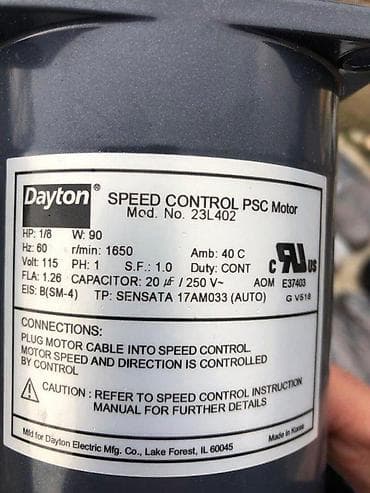 Dayton®
SPEED CONTROL PSC Motor
Mod. No. 23L402
HP: 1/8 W: 90
Hz: 60 r/min: 1650 Amb: 40 C
Volt: 115 PH: 1 S.F.: 1.0 Duty: CONT
FLA: 1.26 CAPACITOR: 20 µF / 250 V~ AOM E37403
EIS: B(SM-4) TP: SENSATA 17AM033 (AUTO) G V518
c RU US
CONNECTIONS:
PLUG MOTOR CABLE INTO SPEED CONTROL.
MOTOR SPEED AND DIRECTION IS CONTROLLED
BY CONTROL
CAUTION : REFER TO SPEED CONTROL INSTRUCTION
MANUAL FOR FURTHER DETAILS
Mfd for Dayton Electric Mfg. Co., Lake Forest, IL 60045
Made in Korea